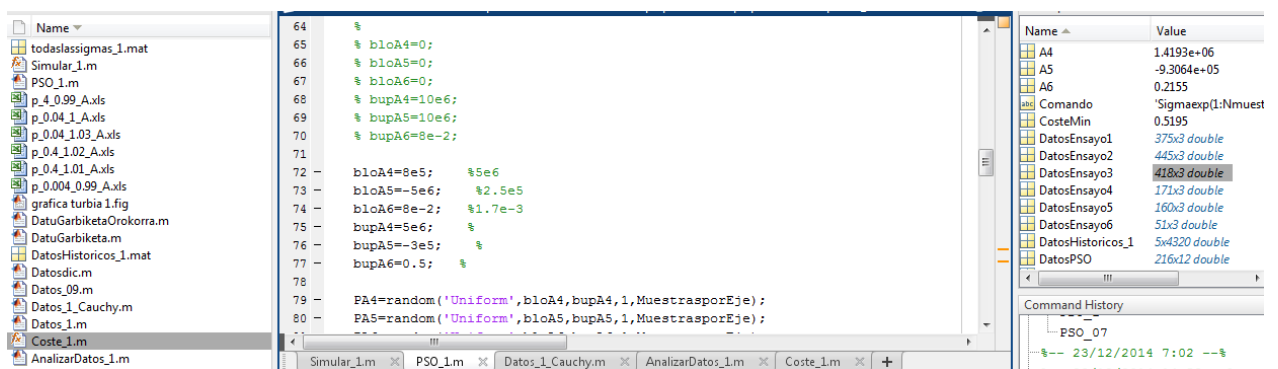 Name
todaslassigmas_1.mat
Simular_1.m
PSO_1.m
p_4_0.99_A.xls
p_0.04_1_A.xls
p_0.04_1.03_A.xls
p_0.4_1.02_A.xls
p_0.4_1.01_A.xls
p_0.004_0.99_A.xls
grafica turbia 1.fig
DatuGarbiketaOrokorra.m
DatuGarbiketa.m
DatosHistoricos_1.mat
Datosdic.m
Datos_09.m
Datos_1_Cauchy.m
Datos_1.m
Coste_1.m
AnalizarDatos_1.m
64 %
65 % bloA4=0;
66 % bloA5=0;
67 % bloA6=0;
68 % bupA4=10e6;
69 % bupA5=10e6;
70 % bupA6=8e-2;
71
72 - bloA4=8e5; %5e6
73 - bloA5=-5e6; %2.5e5
74 - bloA6=8e-2; %1.7e-3
75 - bupA4=5e6; %
76 - bupA5=-3e5; %
77 - bupA6=0.5; %
78
79 - PA4=random('Uniform',bloA4,bupA4,1,MuestrasporEje);
80 - PA5=random('Uniform',bloA5,bupA5,1,MuestrasporEje);
Simular_1.m × PSO_1.m × Datos_1_Cauchy.m × AnalizarDatos_1.m × Coste_1.m × +
Name Value
A4 1.4193e+06
A5 -9.3064e+05
A6 0.2155
abc Comando 'Sigmaexp(1:Nmuest
CosteMin 0.5195
DatosEnsayo1 375x3 double
DatosEnsayo2 445x3 double
DatosEnsayo3 418x3 double
DatosEnsayo4 171x3 double
DatosEnsayo5 160x3 double
DatosEnsayo6 51x3 double
DatosHistoricos_1 5x4320 double
DatosPSO 216x12 double
Command History
PSO_07
%-- 23/12/2014 7:02 --%